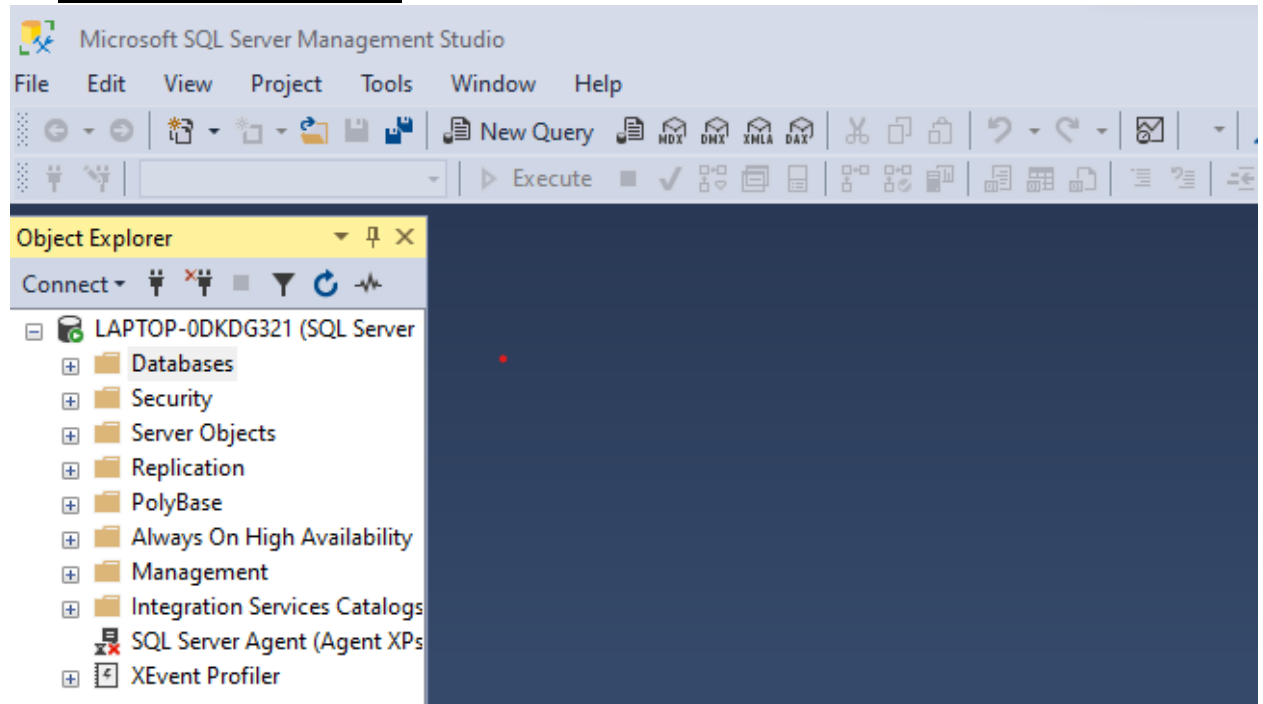 Microsoft SQL Server Management Studio
File Edit View Project Tools Window Help
New Query MDX DMX XMLA DAX
Execute
Object Explorer
Connect
LAPTOP-0DKDG321 (SQL Server
Databases
Security
Server Objects
Replication
PolyBase
Always On High Availability
Management
Integration Services Catalogs
SQL Server Agent (Agent XPs
XEvent Profiler